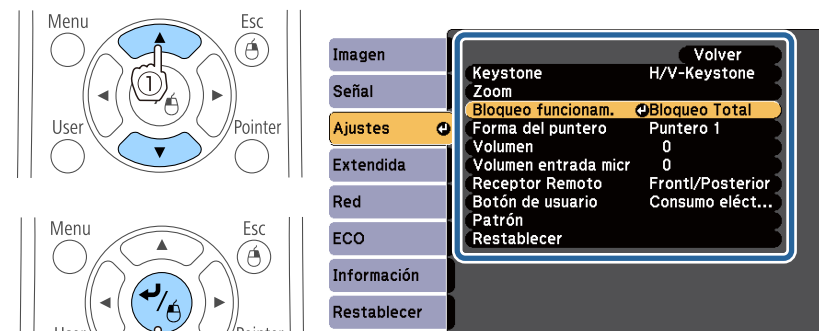 Menu
Esc
①
User
Pointer
Menu
Esc
Imagen
Señal
Ajustes
Extendida
Red
ECO
Información
Restablecer
Volver
Keystone H/V-Keystone
Zoom
Bloqueo funcionam. Bloqueo Total
Forma del puntero Puntero 1
Volumen 0
Volumen entrada micr 0
Receptor Remoto Frontl/Posterior
Botón de usuario Consumo eléct...
Patrón
Restablecer